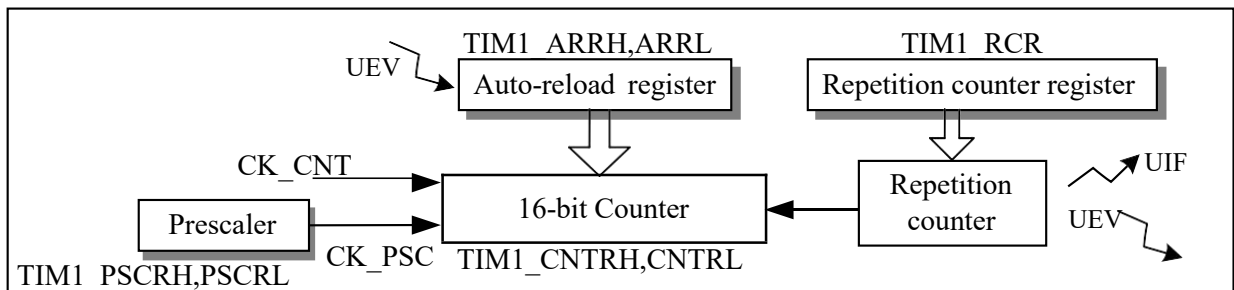 TIM1_ARRH,ARRL
TIM1_RCR
UEV
Auto-reload register
Repetition counter register
CK_CNT
16-bit Counter
Repetition
counter
UIF
UEV
Prescaler
CK_PSC
TIM1_CNTRH,CNTRL
TIM1_PSCRH,PSCRL